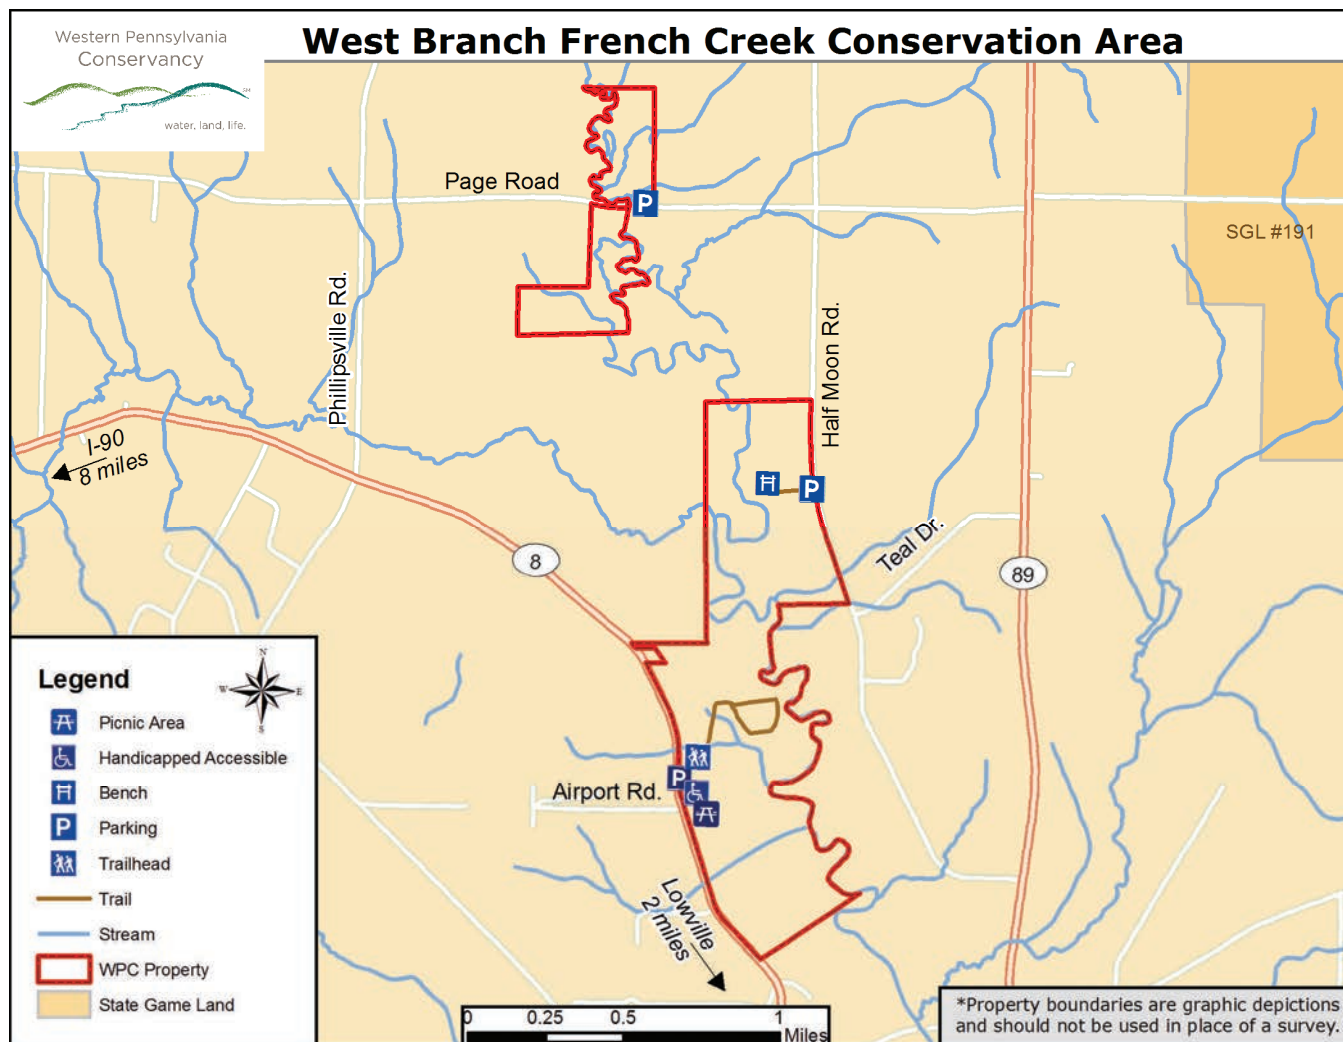 West Branch French Creek Conservation Area
Western Pennsylvania
Conservancy
SM
water, land, life.
Page Road
P
SGL #191
Phillipsville Rd.
Half Moon Rd.
I-90
8 miles
P
Teal Dr.
8
89
P
Airport Rd.
Lowville
2 miles
Legend
N
W
E
S
Picnic Area
Handicapped Accessible
Bench
P
Parking
Trailhead
Trail
Stream
WPC Property
State Game Land
0 0.25 0.5 1
Miles
*Property boundaries are graphic depictions
and should not be used in place of a survey.